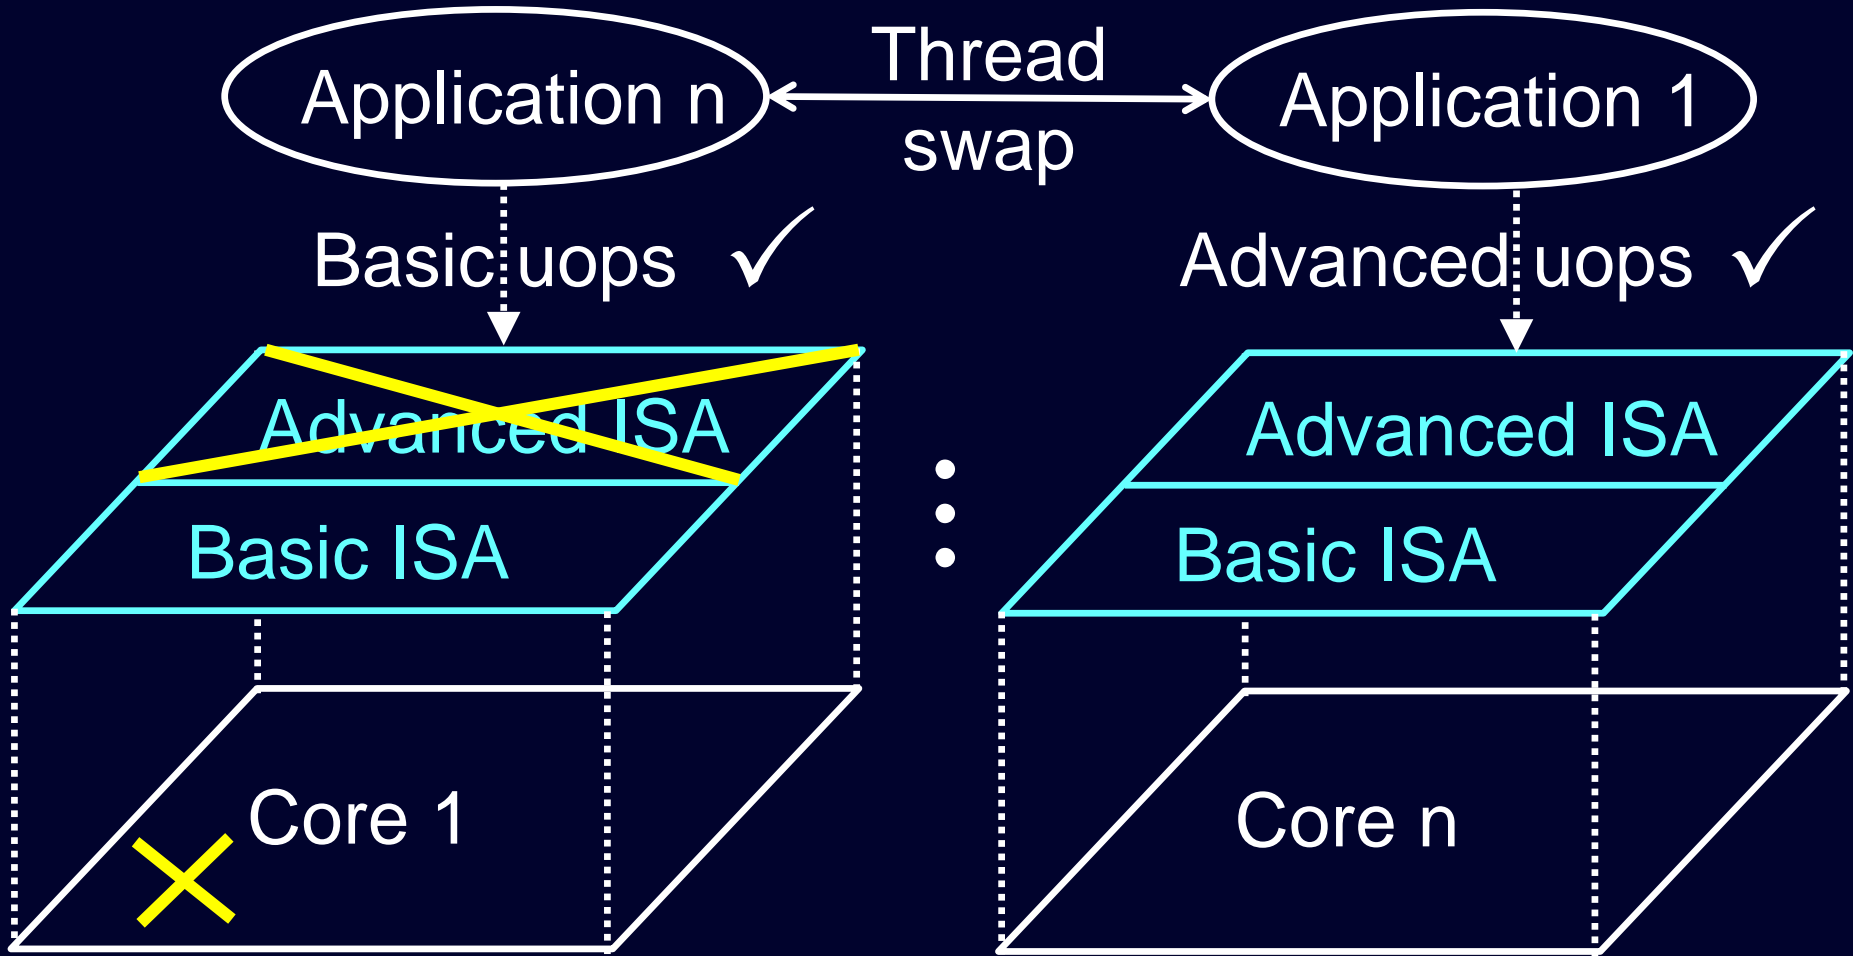 Application n
Thread
swap
Application 1
Basic uops
Advanced uops
Advanced ISA
Basic ISA
Advanced ISA
Basic ISA
Core 1
Core n